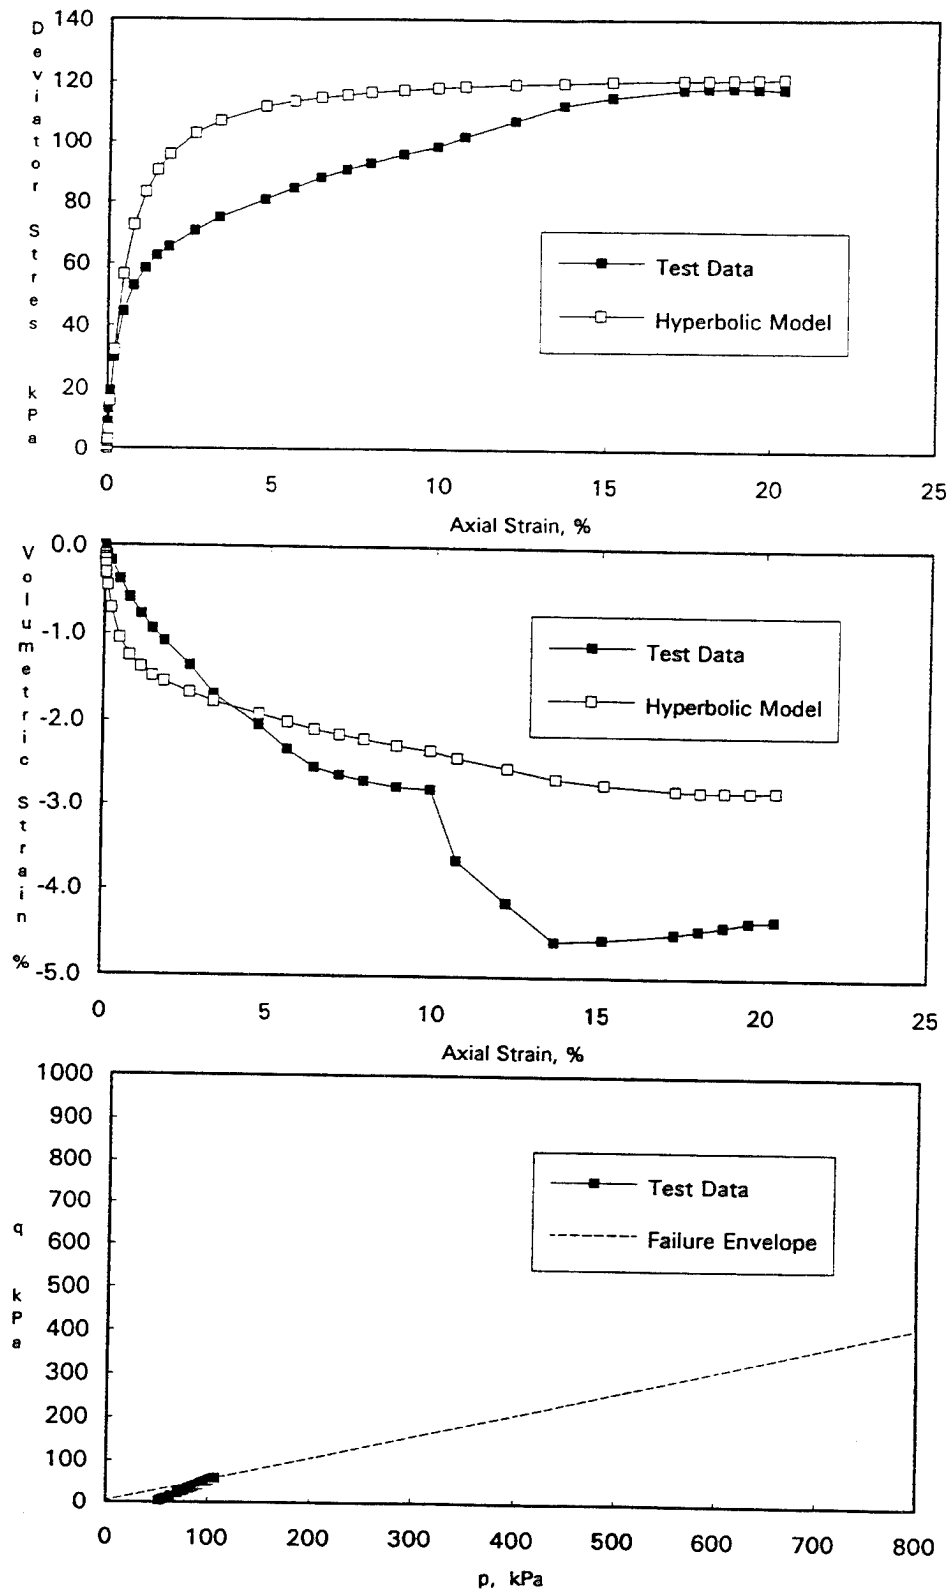 Deviator Stres kPa
140
120
100
80
60
40
20
0
Test Data
Hyperbolic Model
0 5 10 15 20 25
Axial Strain, %
Volumetric Strain %
0.0
-1.0
-2.0
-3.0
-4.0
-5.0
Test Data
Hyperbolic Model
0 5 10 15 20 25
Axial Strain, %
q kPa
1000
900
800
700
600
500
400
300
200
100
0
Test Data
Failure Envelope
0 100 200 300 400 500 600 700 800
p, kPa